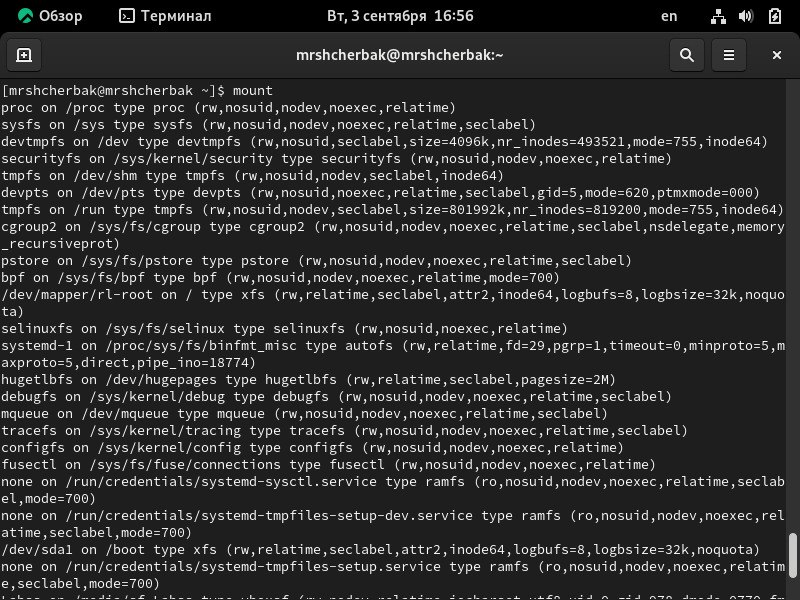 Обзор Терминал Вт, 3 сентября 16:56 en
mrshcherbak@mrshcherbak:~
[mrshcherbak@mrshcherbak ~]$ mount
proc on /proc type proc (rw,nosuid,nodev,noexec,relatime)
sysfs on /sys type sysfs (rw,nosuid,nodev,noexec,relatime,seclabel)
devtmpfs on /dev type devtmpfs (rw,nosuid,seclabel,size=4096k,nr_inodes=493521,mode=755,inode64)
securityfs on /sys/kernel/security type securityfs (rw,nosuid,nodev,noexec,relatime)
tmpfs on /dev/shm type tmpfs (rw,nosuid,nodev,seclabel,inode64)
devpts on /dev/pts type devpts (rw,nosuid,noexec,relatime,seclabel,gid=5,mode=620,ptmxmode=000)
tmpfs on /run type tmpfs (rw,nosuid,nodev,seclabel,size=801992k,nr_inodes=819200,mode=755,inode64)
cgroup2 on /sys/fs/cgroup type cgroup2 (rw,nosuid,nodev,noexec,relatime,seclabel,nsdelegate,memory
_recursiveprot)
pstore on /sys/fs/pstore type pstore (rw,nosuid,nodev,noexec,relatime,seclabel)
bpf on /sys/fs/bpf type bpf (rw,nosuid,nodev,noexec,relatime,mode=700)
/dev/mapper/rl-root on / type xfs (rw,relatime,seclabel,attr2,inode64,logbufs=8,logbsize=32k,noquo
ta)
selinuxfs on /sys/fs/selinux type selinuxfs (rw,nosuid,noexec,relatime)
systemd-1 on /proc/sys/fs/binfmt_misc type autofs (rw,relatime,fd=29,pgrp=1,timeout=0,minproto=5,m
axproto=5,direct,pipe_ino=18774)
hugetlbfs on /dev/hugepages type hugetlbfs (rw,relatime,seclabel,pagesize=2M)
debugfs on /sys/kernel/debug type debugfs (rw,nosuid,nodev,noexec,relatime,seclabel)
mqueue on /dev/mqueue type mqueue (rw,nosuid,nodev,noexec,relatime,seclabel)
tracefs on /sys/kernel/tracing type tracefs (rw,nosuid,nodev,noexec,relatime,seclabel)
configfs on /sys/kernel/config type configfs (rw,nosuid,nodev,noexec,relatime)
fusectl on /sys/fs/fuse/connections type fusectl (rw,nosuid,nodev,noexec,relatime)
none on /run/credentials/systemd-sysctl.service type ramfs (ro,nosuid,nodev,noexec,relatime,seclab
el,mode=700)
none on /run/credentials/systemd-tmpfiles-setup-dev.service type ramfs (ro,nosuid,nodev,noexec,rel
atime,seclabel,mode=700)
/dev/sda1 on /boot type xfs (rw,relatime,seclabel,attr2,inode64,logbufs=8,logbsize=32k,noquota)
none on /run/credentials/systemd-tmpfiles-setup.service type ramfs (ro,nosuid,nodev,noexec,relatim
e,seclabel,mode=700)